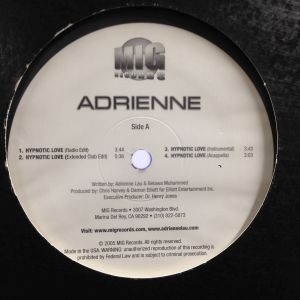 MIG
RECORDS
ADRIENNE
Side A
1. HYPNOTIC LOVE (Radio Edit) 3:44
2. HYPNOTIC LOVE (Extended Club Edit) 5:36
3. HYPNOTIC LOVE (Instrumental) 3:43
4. HYPNOTIC LOVE (Acappella) 3:03
Written by: Adrienne Lau & Belewa Muhammed
Produced by: Chris Harvey & Damon Elliott for Elliott Entertainment Inc.
Executive Producer: Dr. Henry Jones
MIG Records • 3907 Washington Blvd.
Marina Del Rey, CA 90292 • (310) 822-5873
Visit: www.migrecords.com, www.adriennelau.com
© 2005 MIG Records. All rights reserved.
Made in the USA. WARNING: unauthorized reproduction of this recording is
prohibited by Federal Law and is subject to criminal prosecution.